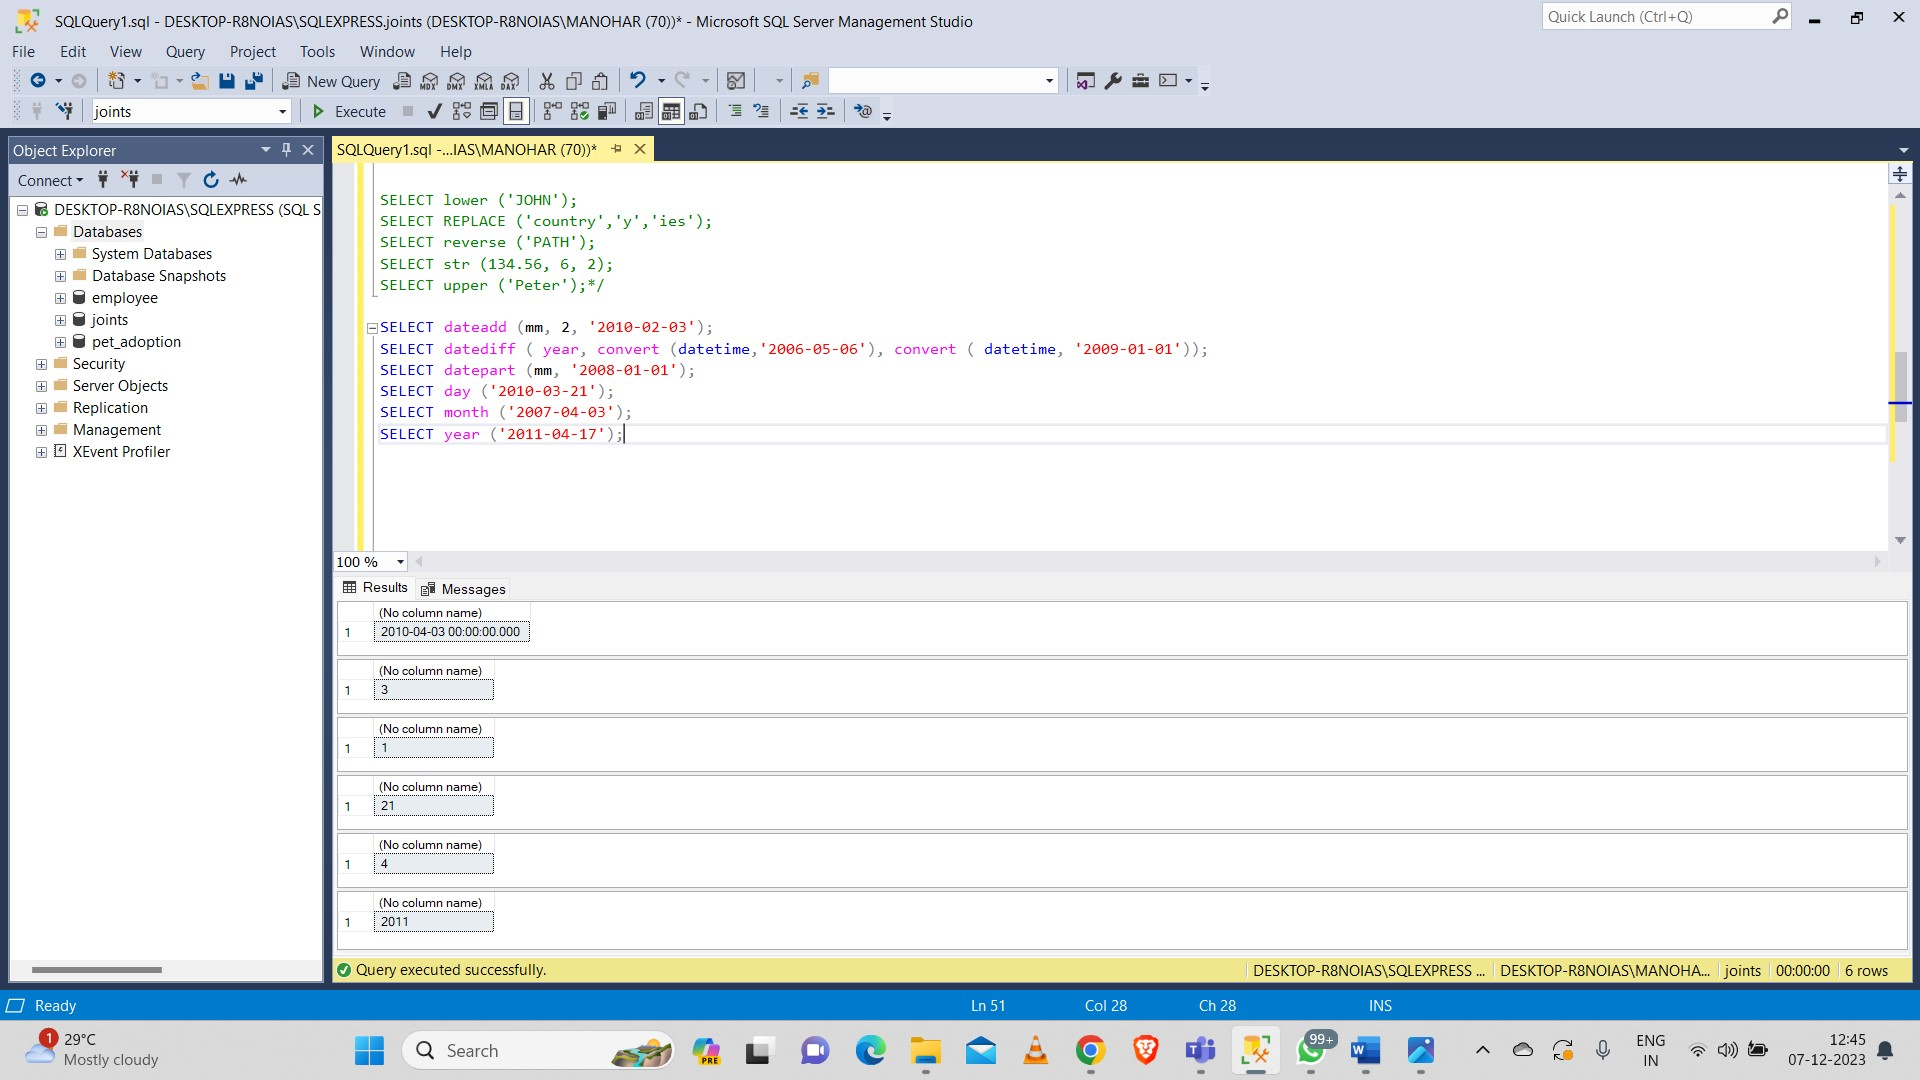 SQLQuery1.sql - DESKTOP-R8NOIAS\SQLEXPRESS.joints (DESKTOP-R8NOIAS\MANOHAR (70))* - Microsoft SQL Server Management Studio
Quick Launch (Ctrl+Q)
File Edit View Query Project Tools Window Help
New Query MDX DMX XMLA DAX
joints Execute
Object Explorer
SQLQuery1.sql -...IAS\MANOHAR (70))*
Connect
DESKTOP-R8NOIAS\SQLEXPRESS (SQL S
Databases
System Databases
Database Snapshots
employee
joints
pet_adoption
Security
Server Objects
Replication
Management
XEvent Profiler
SELECT lower ('JOHN');
SELECT REPLACE ('country','y','ies');
SELECT reverse ('PATH');
SELECT str (134.56, 6, 2);
SELECT upper ('Peter');*/
SELECT dateadd (mm, 2, '2010-02-03');
SELECT datediff ( year, convert (datetime,'2006-05-06'), convert ( datetime, '2009-01-01'));
SELECT datepart (mm, '2008-01-01');
SELECT day ('2010-03-21');
SELECT month ('2007-04-03');
SELECT year ('2011-04-17');
100 %
Results Messages
(No column name)
1 2010-04-03 00:00:00.000
(No column name)
1 3
(No column name)
1 1
(No column name)
1 21
(No column name)
1 4
(No column name)
1 2011
Query executed successfully.
DESKTOP-R8NOIAS\SQLEXPRESS ... DESKTOP-R8NOIAS\MANOHA... joints 00:00:00 6 rows
Ready Ln 51 Col 28 Ch 28 INS
1 29°C
Mostly cloudy
Search
PRE
99+
ENG
IN
12:45
07-12-2023